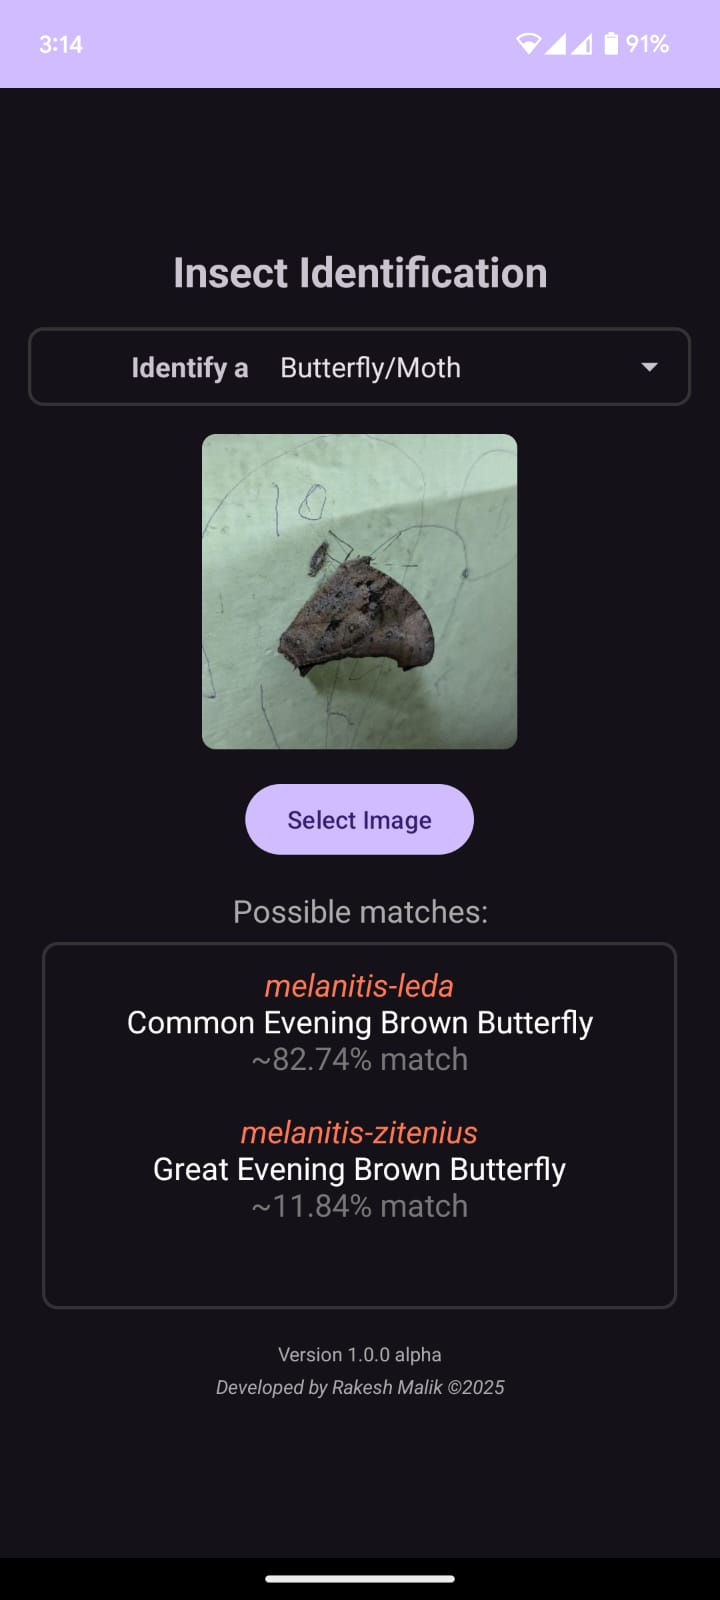 3:14
91%
Insect Identification
Identify a Butterfly/Moth
10
Select Image
Possible matches:
melanitis-leda
Common Evening Brown Butterfly
~82.74% match
melanitis-zitenius
Great Evening Brown Butterfly
~11.84% match
Version 1.0.0 alpha
Developed by Rakesh Malik ©2025